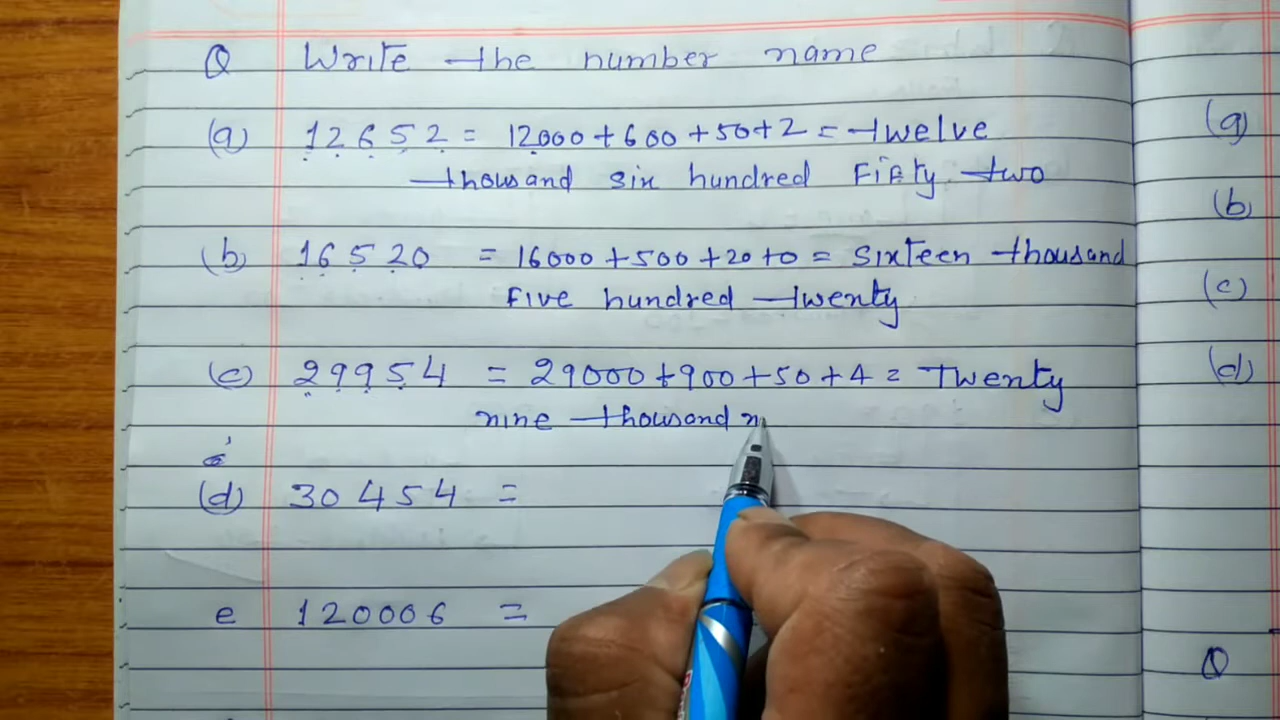 Q Write the number name
(a) 12652 = 12000+600+50+2 = twelve
thousand six hundred Fifty two
(b) 16520 = 16000+500+20+0 = Sixteen thousand
Five hundred twenty
(c) 29954 = 29000+900+50+4 = Twenty
nine thousand n
(d) 30454 =
e 120006 =
(a)
(b)
(c)
(d)
Q